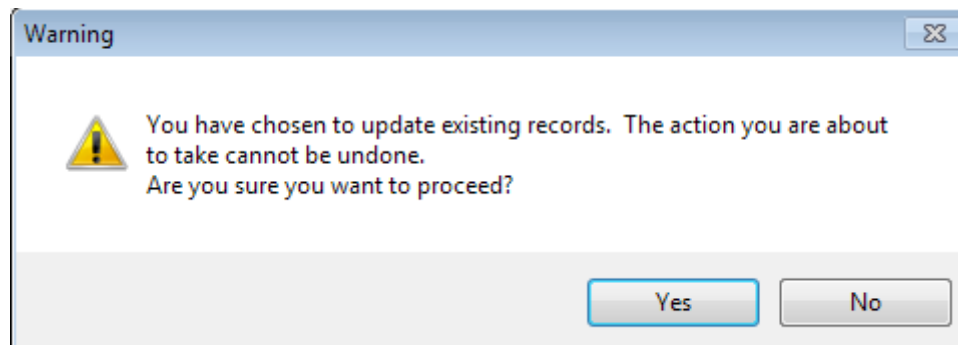 Warning
You have chosen to update existing records.  The action you are about
to take cannot be undone.
Are you sure you want to proceed?
Yes No